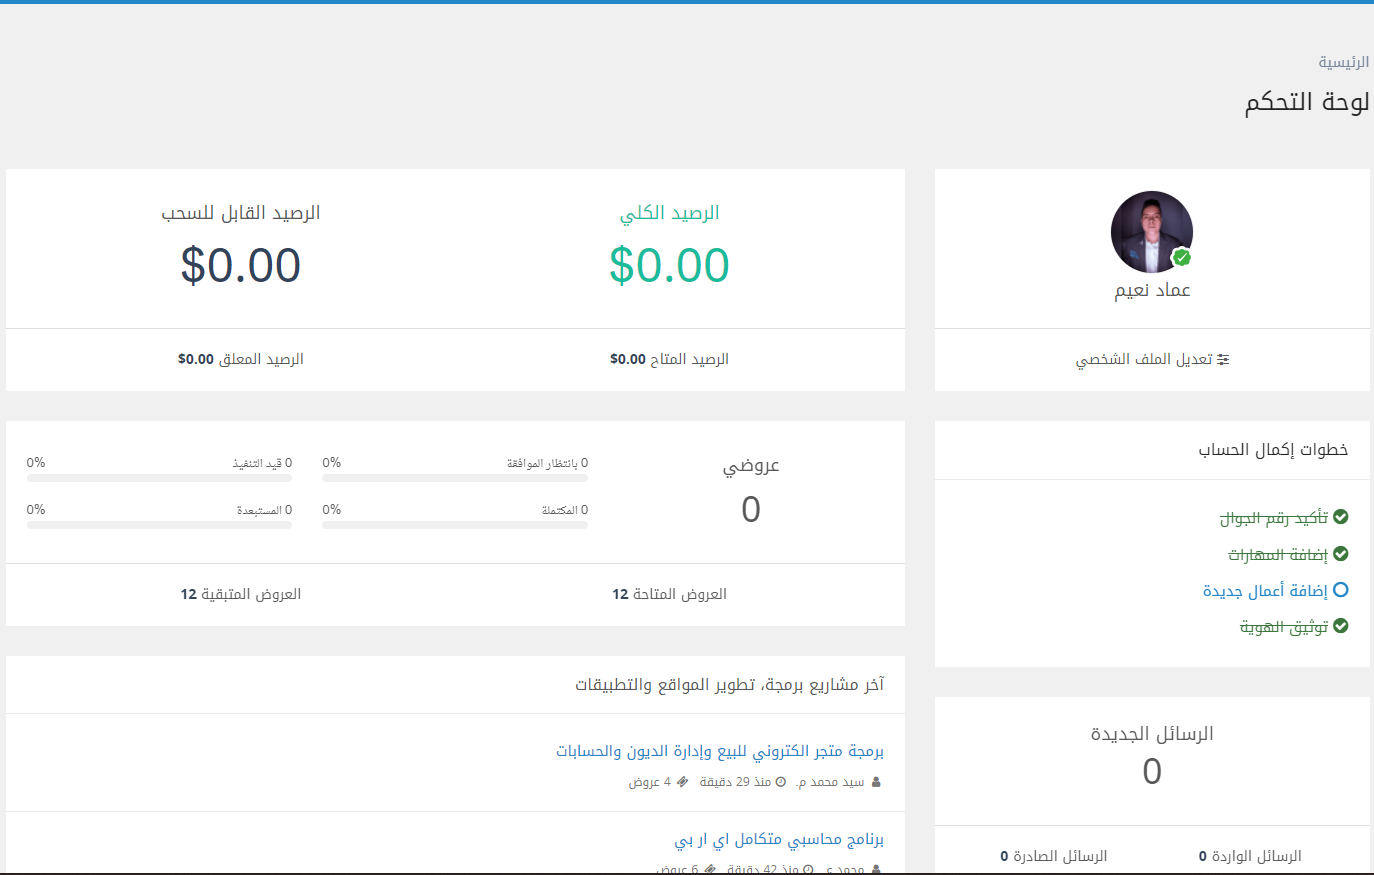 الرئيسية
لوحة التحكم
عماد نعيم
تعديل الملف الشخصي
الرصيد الكلي
$0.00
الرصيد القابل للسحب
$0.00
الرصيد المتاح $0.00
الرصيد المعلق $0.00
خطوات إكمال الحساب
تأكيد رقم الجوال
إضافة المهارات
إضافة أعمال جديدة
توثيق الهوية
عروضي
0
0 بانتظار الموافقة 0%
0 قيد التنفيذ 0%
0 المكتملة 0%
0 المستبعدة 0%
العروض المتاحة 12
العروض المتبقية 12
الرسائل الجديدة
0
الرسائل الواردة 0
الرسائل الصادرة 0
آخر مشاريع برمجة، تطوير المواقع والتطبيقات
برمجة متجر الكتروني للبيع وإدارة الديون والحسابات
سيد محمد م. منذ 29 دقيقة 4 عروض
برنامج محاسبي متكامل اي ار بي
محمد ع. منذ 42 دقيقة 6 عروض